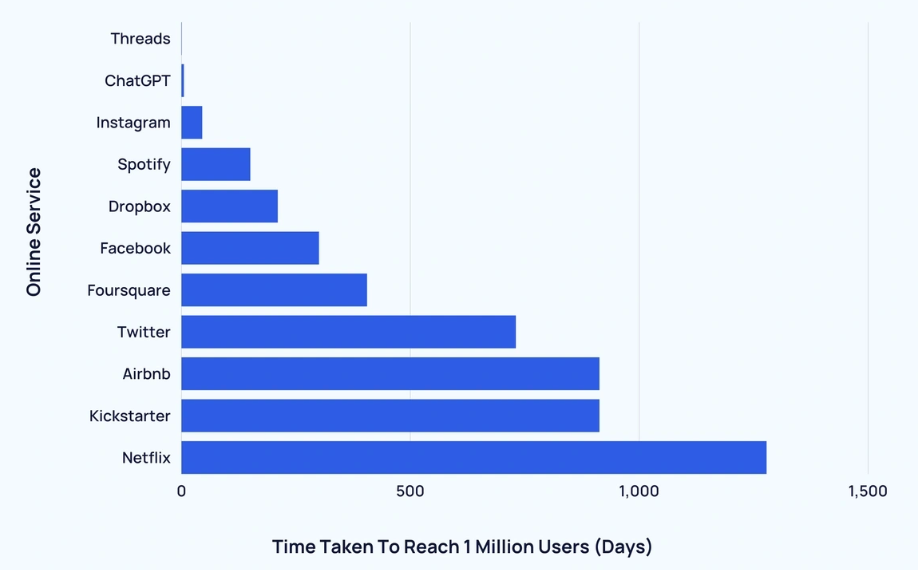 Online Service
Threads
ChatGPT
Instagram
Spotify
Dropbox
Facebook
Foursquare
Twitter
Airbnb
Kickstarter
Netflix
0 500 1,000 1,500
Time Taken To Reach 1 Million Users (Days)